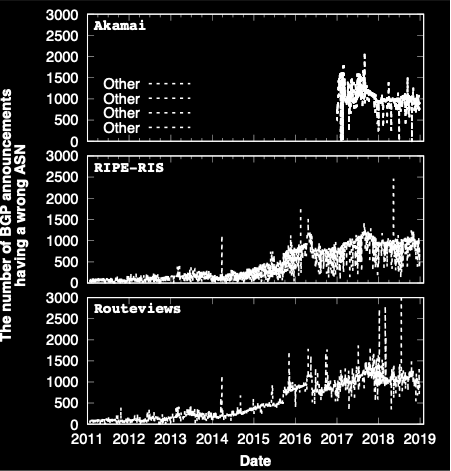 The number of BGP announcements
having a wrong ASN
3000
2500
2000
1500
1000
500
0
Akamai
Other
Other
Other
Other
3000
2500
2000
1500
1000
500
0
RIPE-RIS
3000
2500
2000
1500
1000
500
0
Routeviews
2011 2012 2013 2014 2015 2016 2017 2018 2019
Date